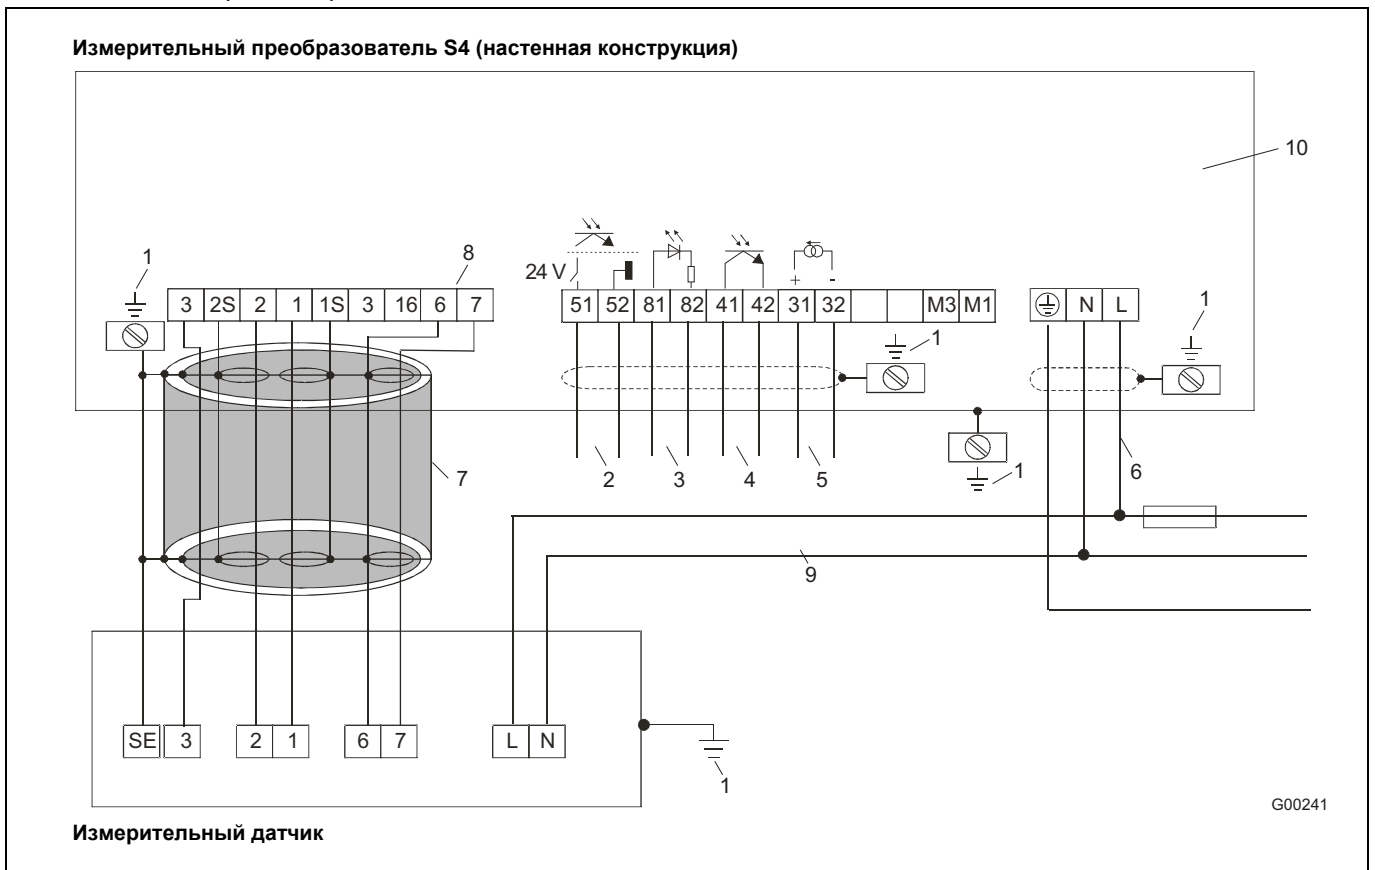 Измерительный преобразователь S4 (настенная конструкция)
10
1
8
24 V
+ -
1
3 2S 2 1 1S 3 16 6 7
51 52 81 82 41 42 31 32 M3 M1
N L
1
7
2 3 4 5
1
6
9
SE 3 2 1 6 7 L N
1
G00241
Измерительный датчик